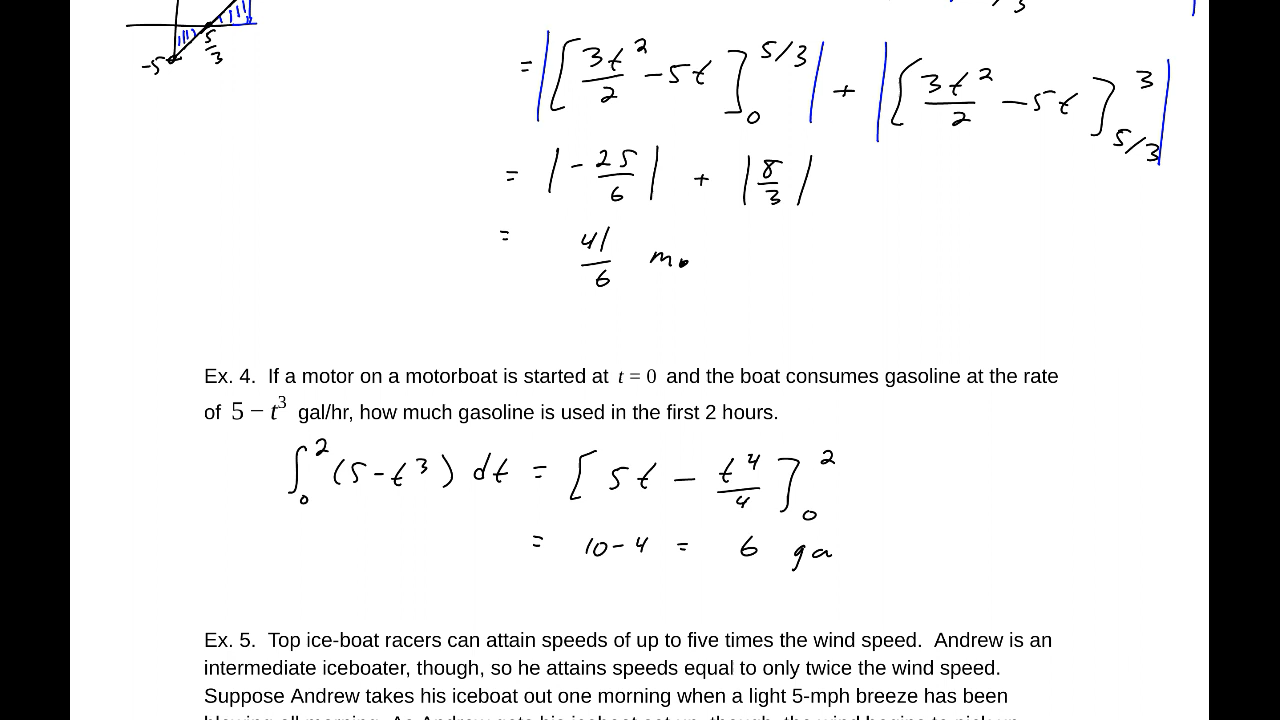 -5
5/3
= |[3t²/2 - 5t]₀^5/3| + |[3t²/2 - 5t]_5/3^3|
= |-25/6| + |8/3|
= 41/6 m.
Ex. 4. If a motor on a motorboat is started at t = 0 and the boat consumes gasoline at the rate
of 5 − t³ gal/hr, how much gasoline is used in the first 2 hours.
∫₀² (5 - t³) dt = [5t - t⁴/4]₀²
= 10 - 4 = 6 ga
Ex. 5. Top ice-boat racers can attain speeds of up to five times the wind speed. Andrew is an
intermediate iceboater, though, so he attains speeds equal to only twice the wind speed.
Suppose Andrew takes his iceboat out one morning when a light 5-mph breeze has been